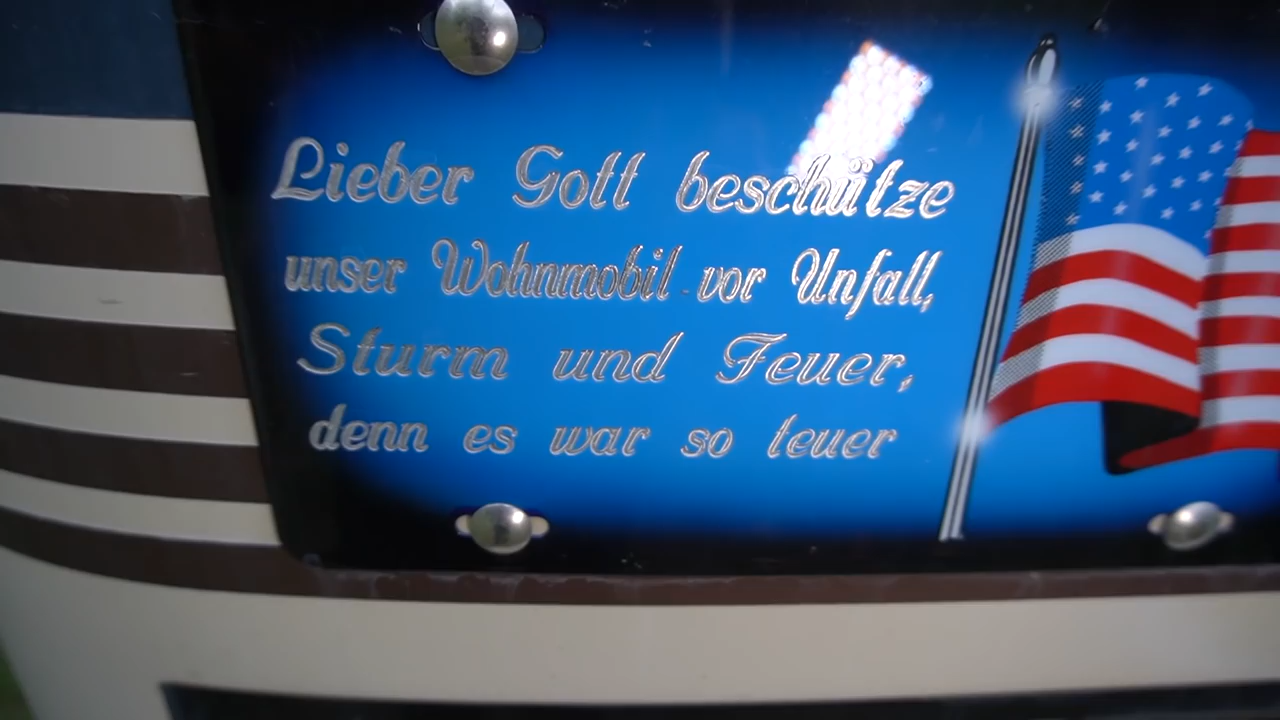 Lieber Gott beschütze
unser Wohnmobil vor Unfall,
Sturm und Feuer,
denn es war so teuer